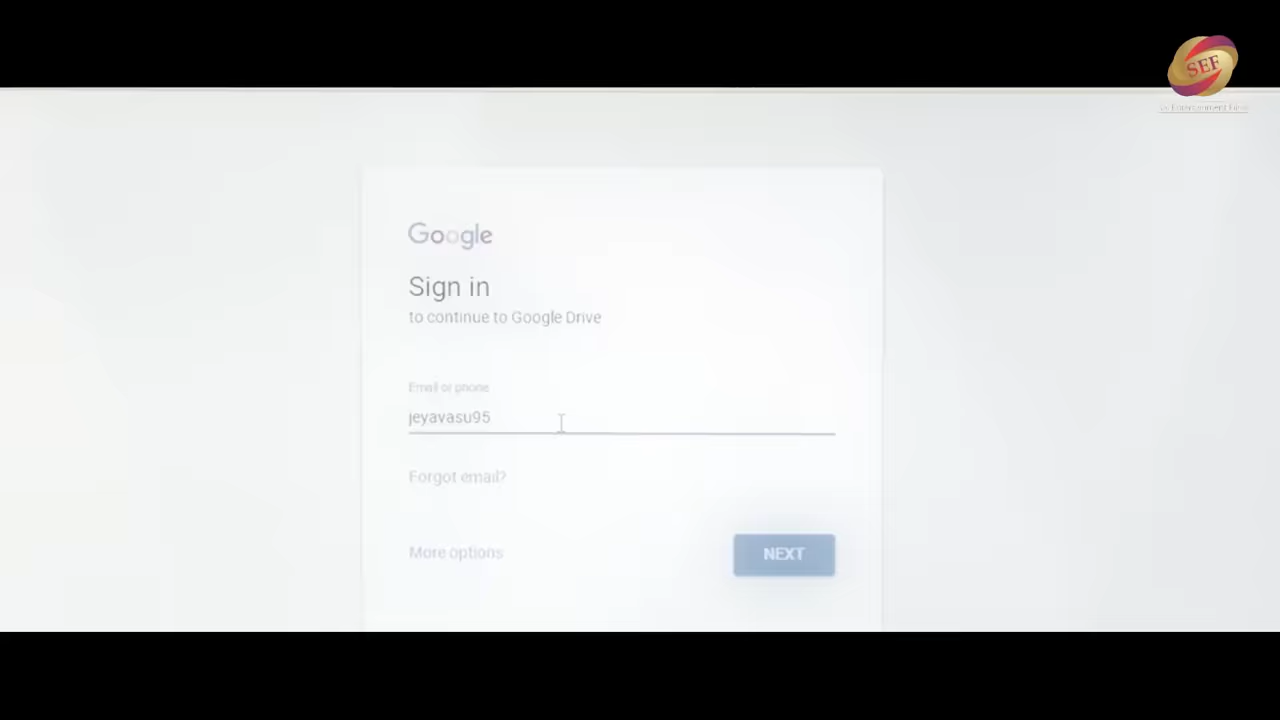 SEF
Google
Sign in
to continue to Google Drive
Email or phone
jeyavasu95
Forgot email?
More options
NEXT